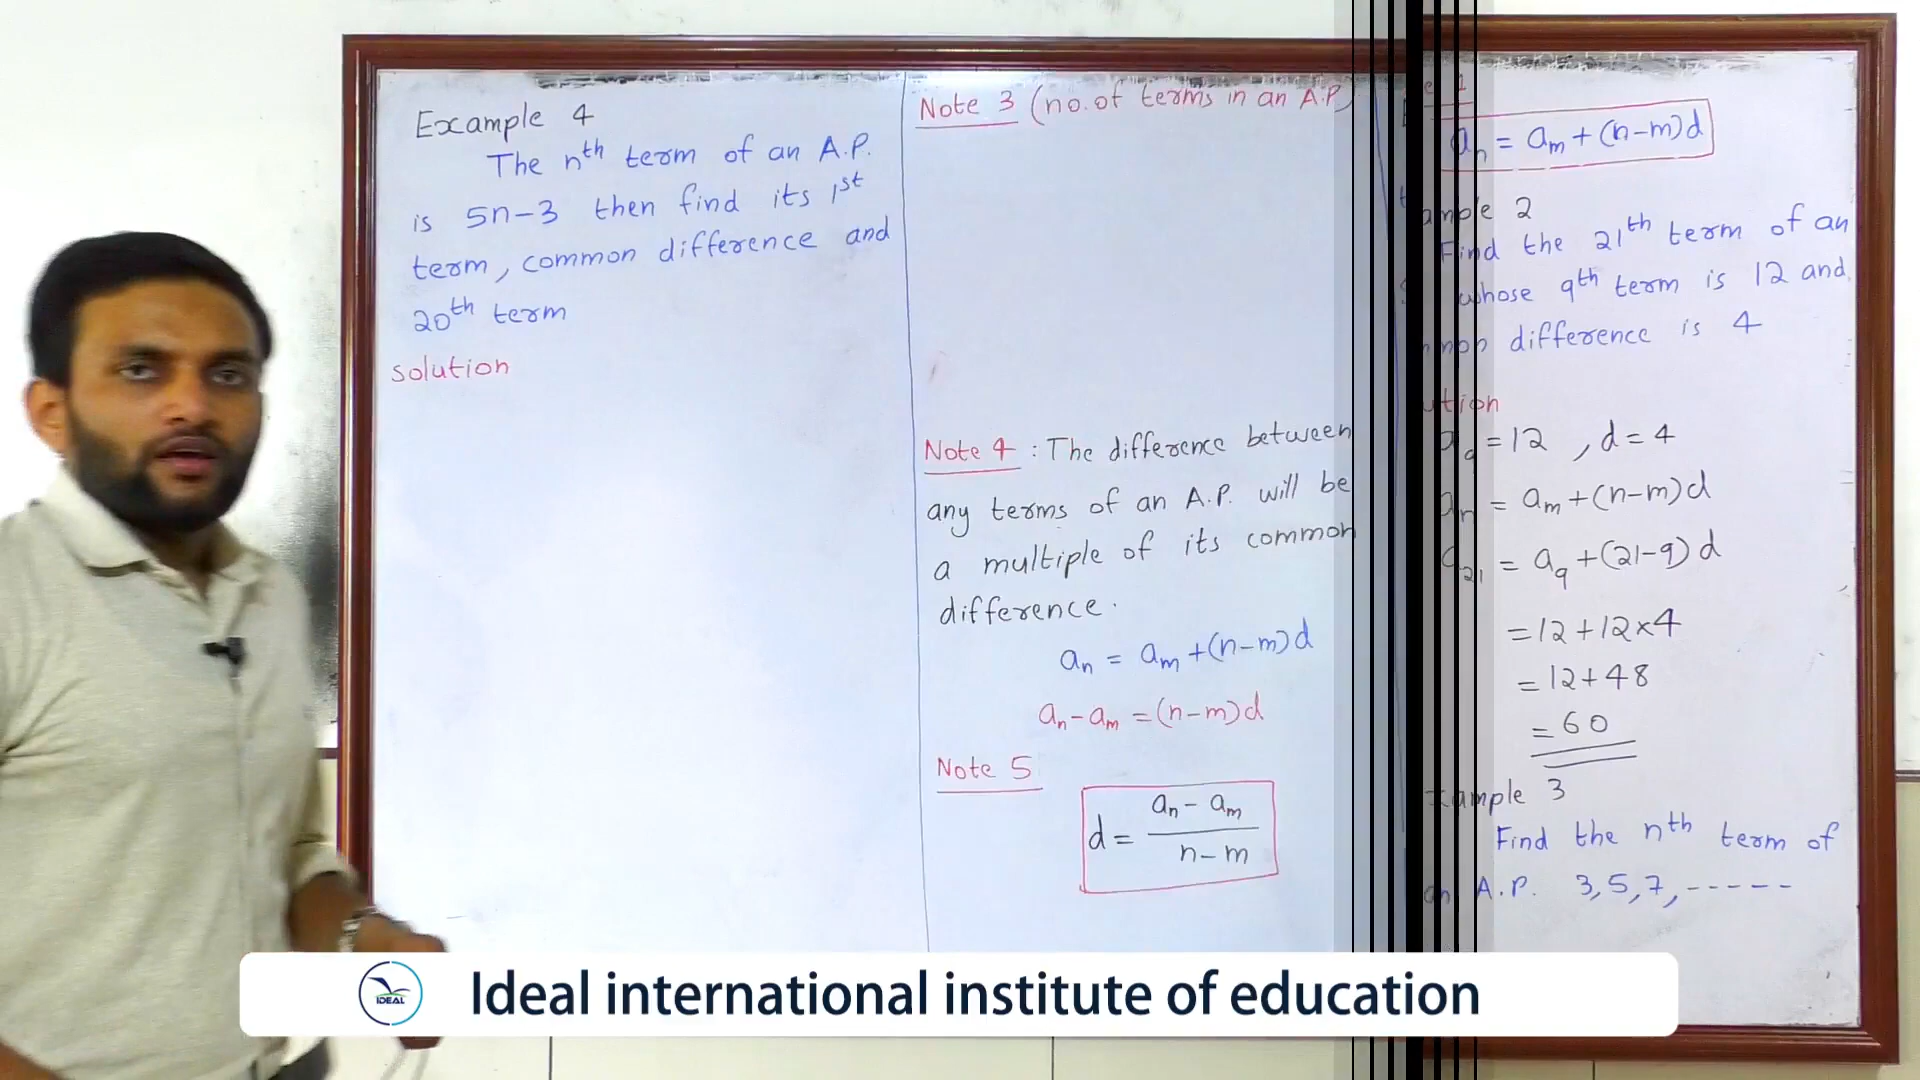 Example 4
The nth term of an A.P.
is 5n-3 then find its 1st
term, common difference and
20th term
solution
Note 3 (no. of terms in an A.P)
Note 4 : The difference between
any terms of an A.P. will be
a multiple of its common
difference.
an = am + (n-m)d
an - am = (n-m)d
Note 5
d = an - am / n - m
1
an = am + (n-m)d
2
Find the 21th term of an
whose 9th term is 12 and
difference is 4
= 12 , d = 4
an = am + (n-m)d
a21 = a9 + (21-9)d
= 12 + 12 x 4
= 12 + 48
= 60
Example 3
Find the nth term of
an A.P. 3, 5, 7, -----
IDEAL
Ideal international institute of education